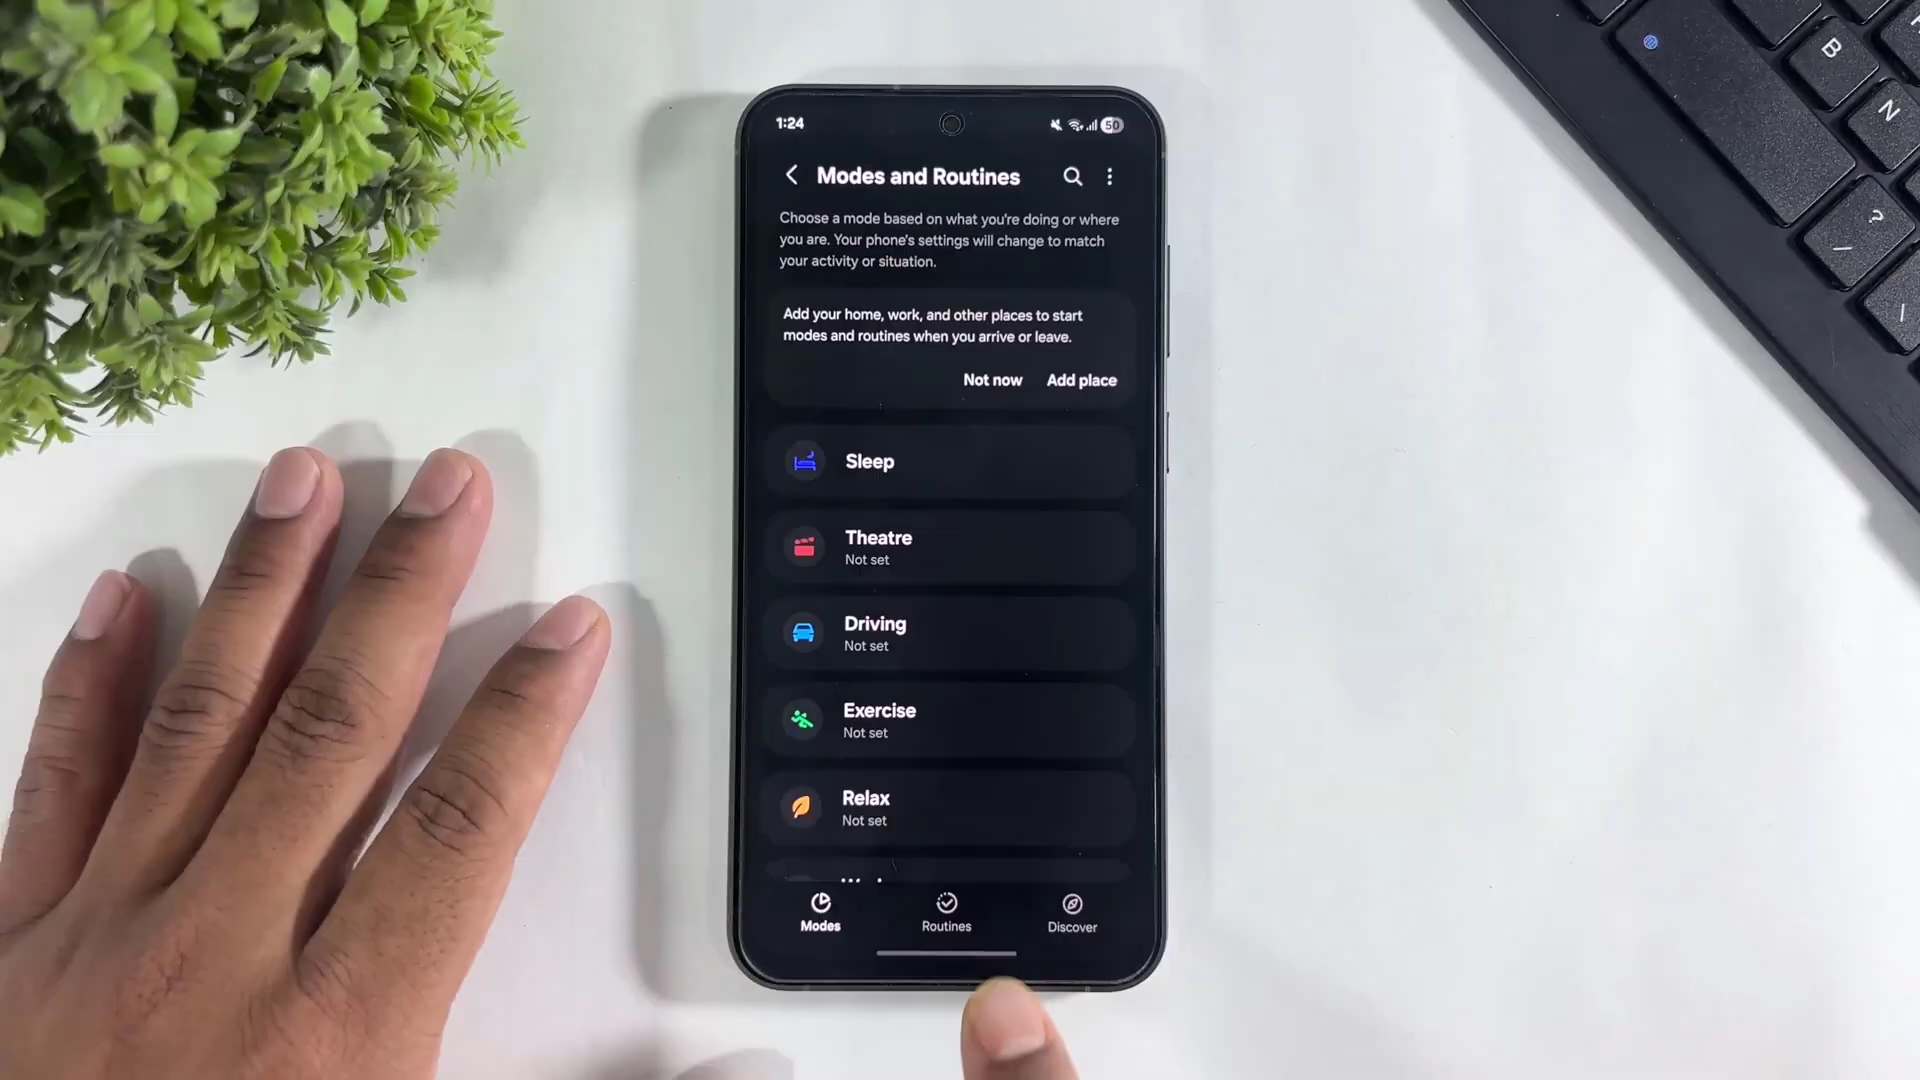 1:24
50
Modes and Routines
Choose a mode based on what you're doing or where
you are. Your phone's settings will change to match
your activity or situation.
Add your home, work, and other places to start
modes and routines when you arrive or leave.
Not now Add place
Sleep
Theatre
Not set
Driving
Not set
Exercise
Not set
Relax
Not set
Modes Routines Discover
B
N
?
/